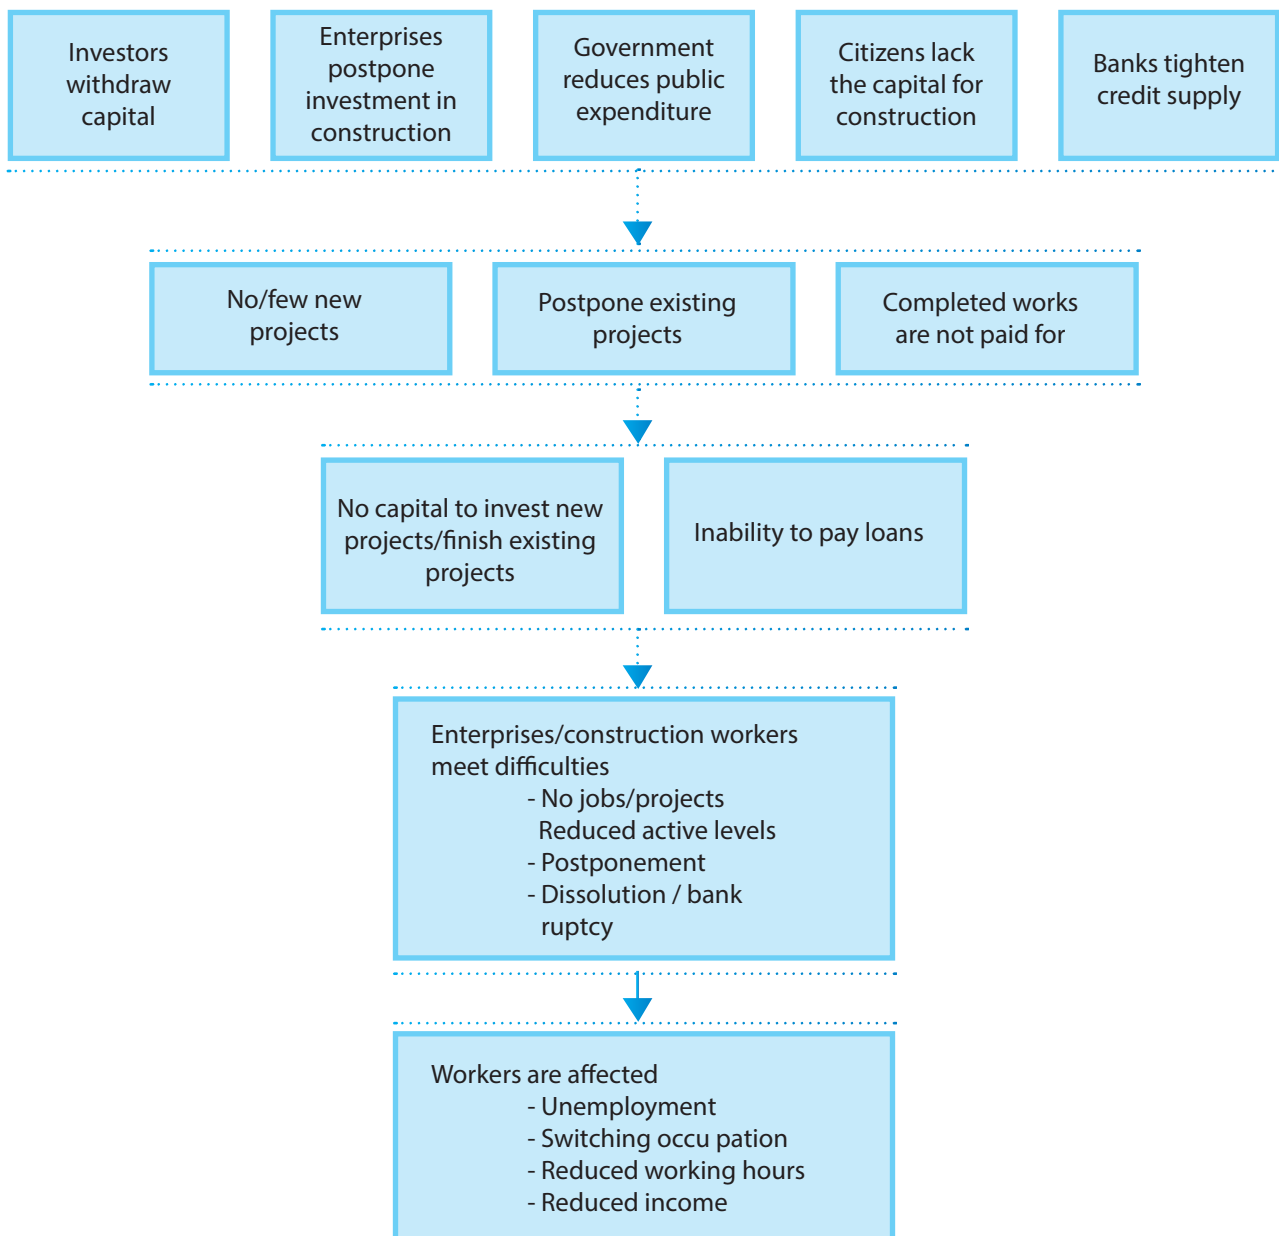 Investors
withdraw
capital
Enterprises
postpone
investment in
construction
Government
reduces public
expenditure
Citizens lack
the capital for
construction
Banks tighten
credit supply
No/few new
projects
Postpone existing
projects
Completed works
are not paid for
No capital to invest new
projects/finish existing
projects
Inability to pay loans
Enterprises/construction workers
meet difficulties
- No jobs/projects
Reduced active levels
- Postponement
- Dissolution / bank
ruptcy
Workers are affected
- Unemployment
- Switching occu pation
- Reduced working hours
- Reduced income